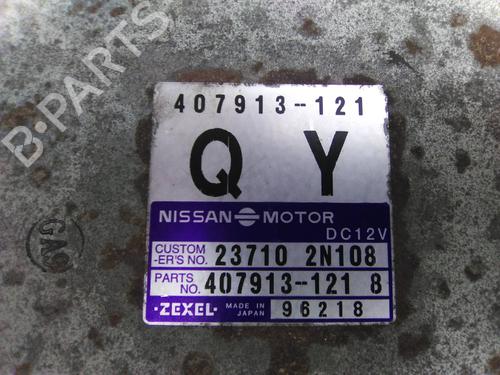 B-PARTS
407913-121
Q Y
NISSAN MOTOR
DC12V
CUSTOM-ER'S NO. 23710 2N108
PARTS NO. 407913-121 8
·ZEXEL· MADE IN JAPAN 96218